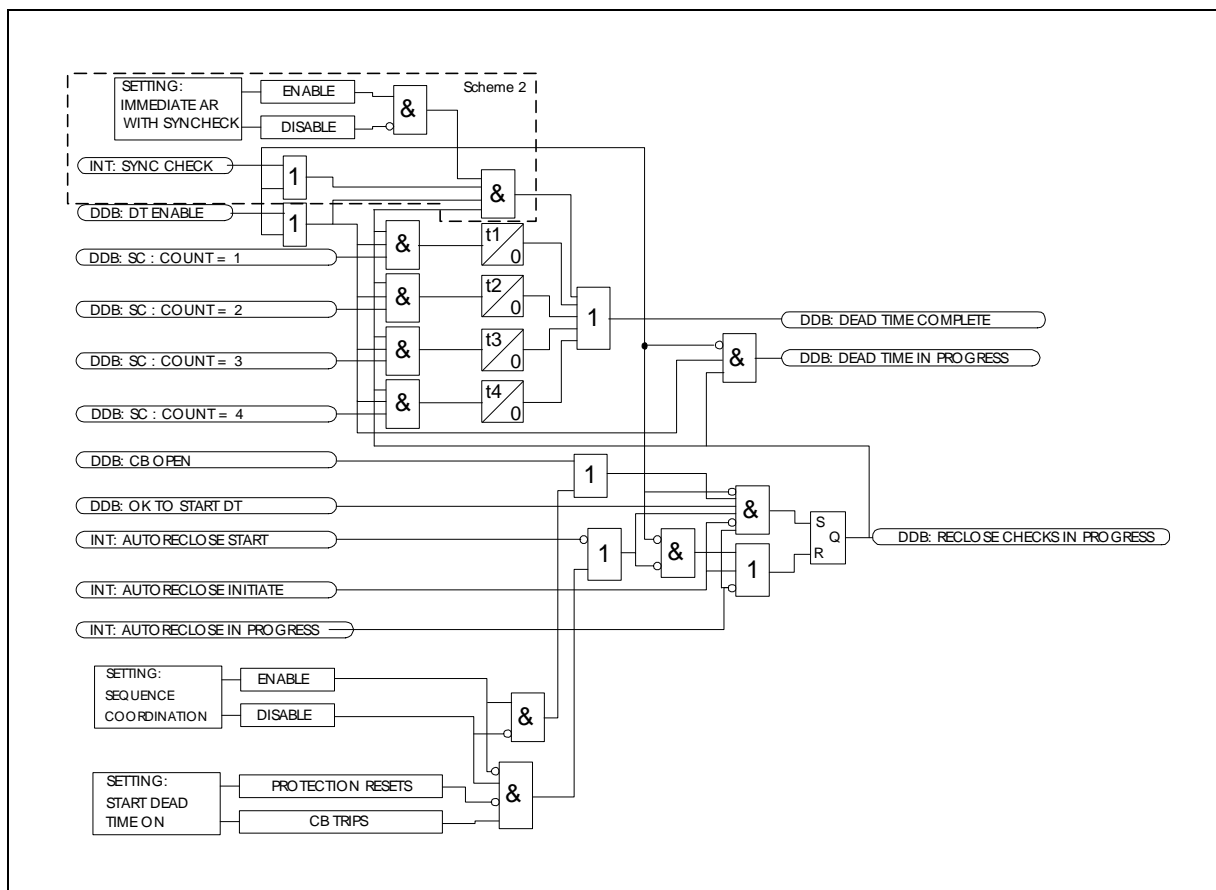 SETTING:
IMMEDIATE AR
WITH SYNCHECK
ENABLE
DISABLE
&
Scheme 2
INT: SYNC CHECK
1
&
DDB: DT ENABLE
1
DDB: SC : COUNT = 1
&
t1
0
DDB: SC : COUNT = 2
&
t2
0
1
DDB: DEAD TIME COMPLETE
DDB: SC : COUNT = 3
&
t3
0
&
DDB: DEAD TIME IN PROGRESS
DDB: SC : COUNT = 4
&
t4
0
DDB: CB OPEN
1
DDB: OK TO START DT
&
INT: AUTORECLOSE START
1
&
1
S
Q
R
DDB: RECLOSE CHECKS IN PROGRESS
INT: AUTORECLOSE INITIATE
INT: AUTORECLOSE IN PROGRESS
SETTING:
SEQUENCE
COORDINATION
ENABLE
DISABLE
&
SETTING:
START DEAD
TIME ON
PROTECTION RESETS
CB TRIPS
&